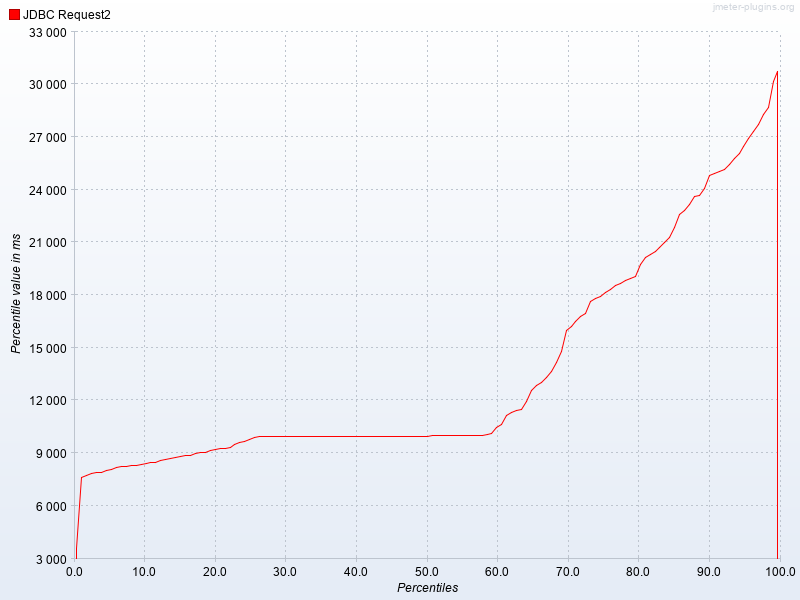 jmeter-plugins.org
JDBC Request2
33 000
30 000
27 000
24 000
21 000
18 000
15 000
12 000
9 000
6 000
3 000
Percentile value in ms
0.0 10.0 20.0 30.0 40.0 50.0 60.0 70.0 80.0 90.0 100.0
Percentiles